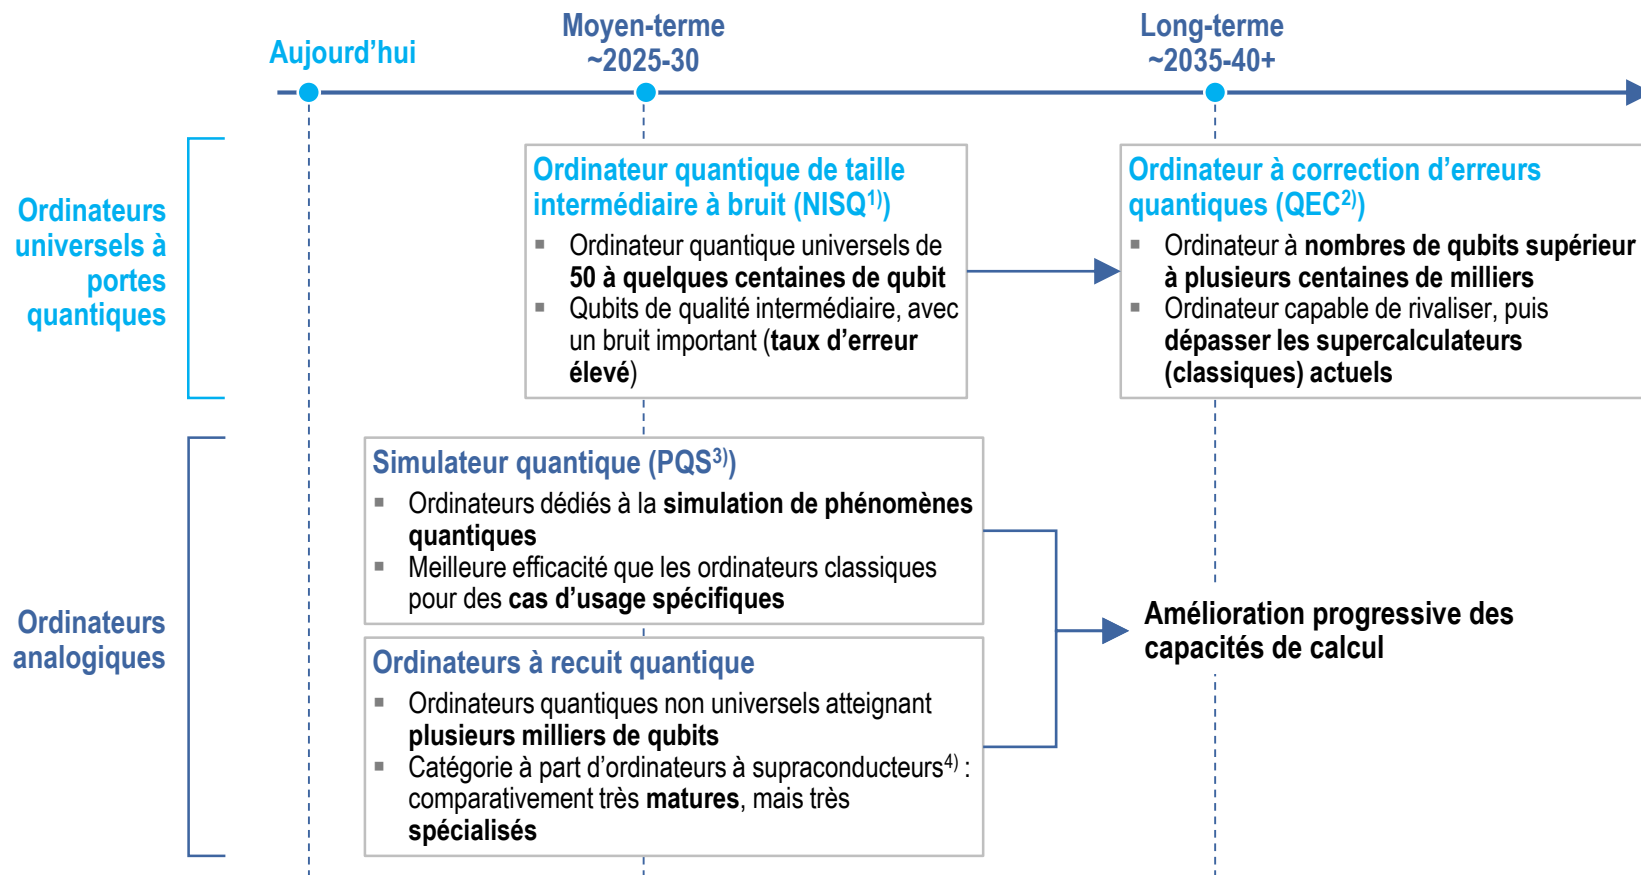 Aujourd’hui
Moyen-terme
~2025-30
Long-terme
~2035-40+
Ordinateurs
universels à
portes
quantiques
Ordinateur quantique de taille
intermédiaire à bruit (NISQ1))
▪ Ordinateur quantique universels de
50 à quelques centaines de qubit
▪ Qubits de qualité intermédiaire, avec
un bruit important (taux d’erreur
élevé)
Ordinateur à correction d’erreurs
quantiques (QEC2))
▪ Ordinateur à nombres de qubits supérieur
à plusieurs centaines de milliers
▪ Ordinateur capable de rivaliser, puis
dépasser les supercalculateurs
(classiques) actuels
Ordinateurs
analogiques
Simulateur quantique (PQS3))
▪ Ordinateurs dédiés à la simulation de phénomènes
quantiques
▪ Meilleure efficacité que les ordinateurs classiques
pour des cas d’usage spécifiques
Ordinateurs à recuit quantique
▪ Ordinateurs quantiques non universels atteignant
plusieurs milliers de qubits
▪ Catégorie à part d’ordinateurs à supraconducteurs4) :
comparativement très matures, mais très
spécialisés
Amélioration progressive des
capacités de calcul